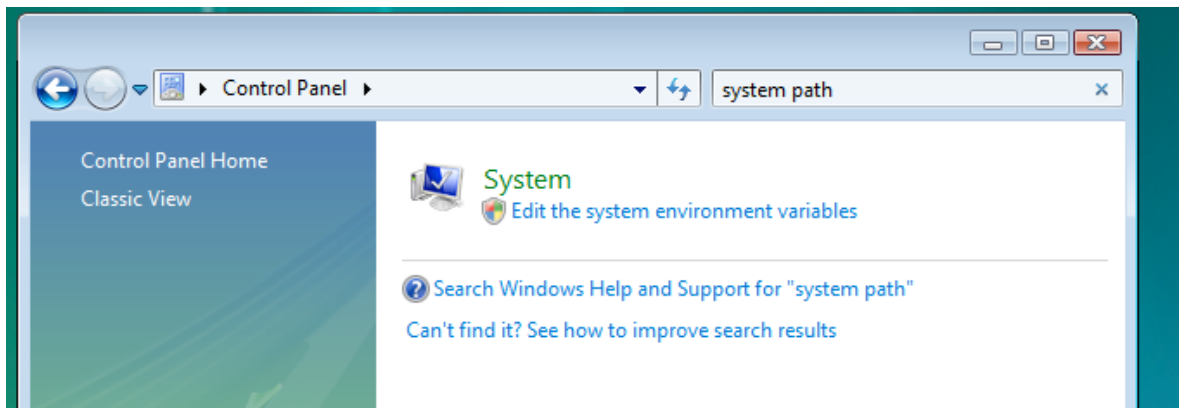 Control Panel
system path
Control Panel Home
Classic View
System
Edit the system environment variables
Search Windows Help and Support for "system path"
Can't find it? See how to improve search results